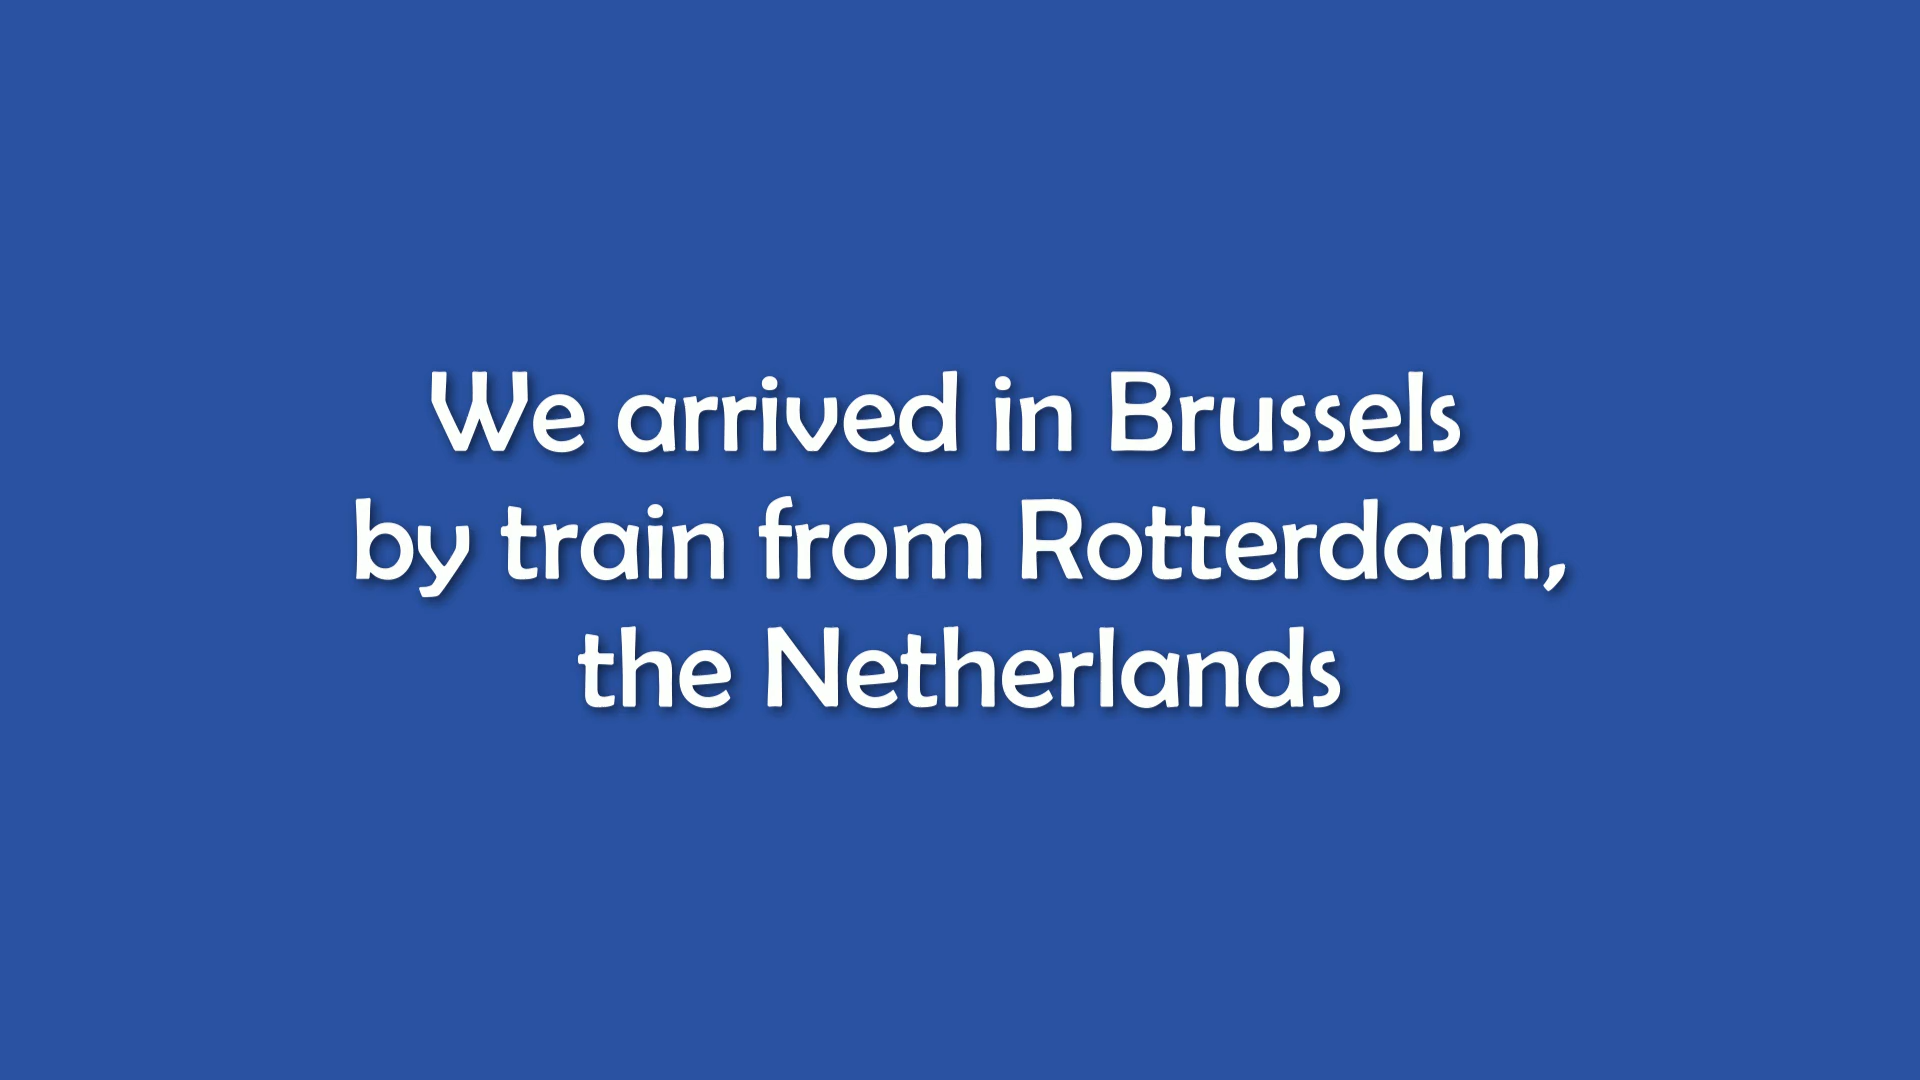 We arrived in Brussels
by train from Rotterdam,
the Netherlands